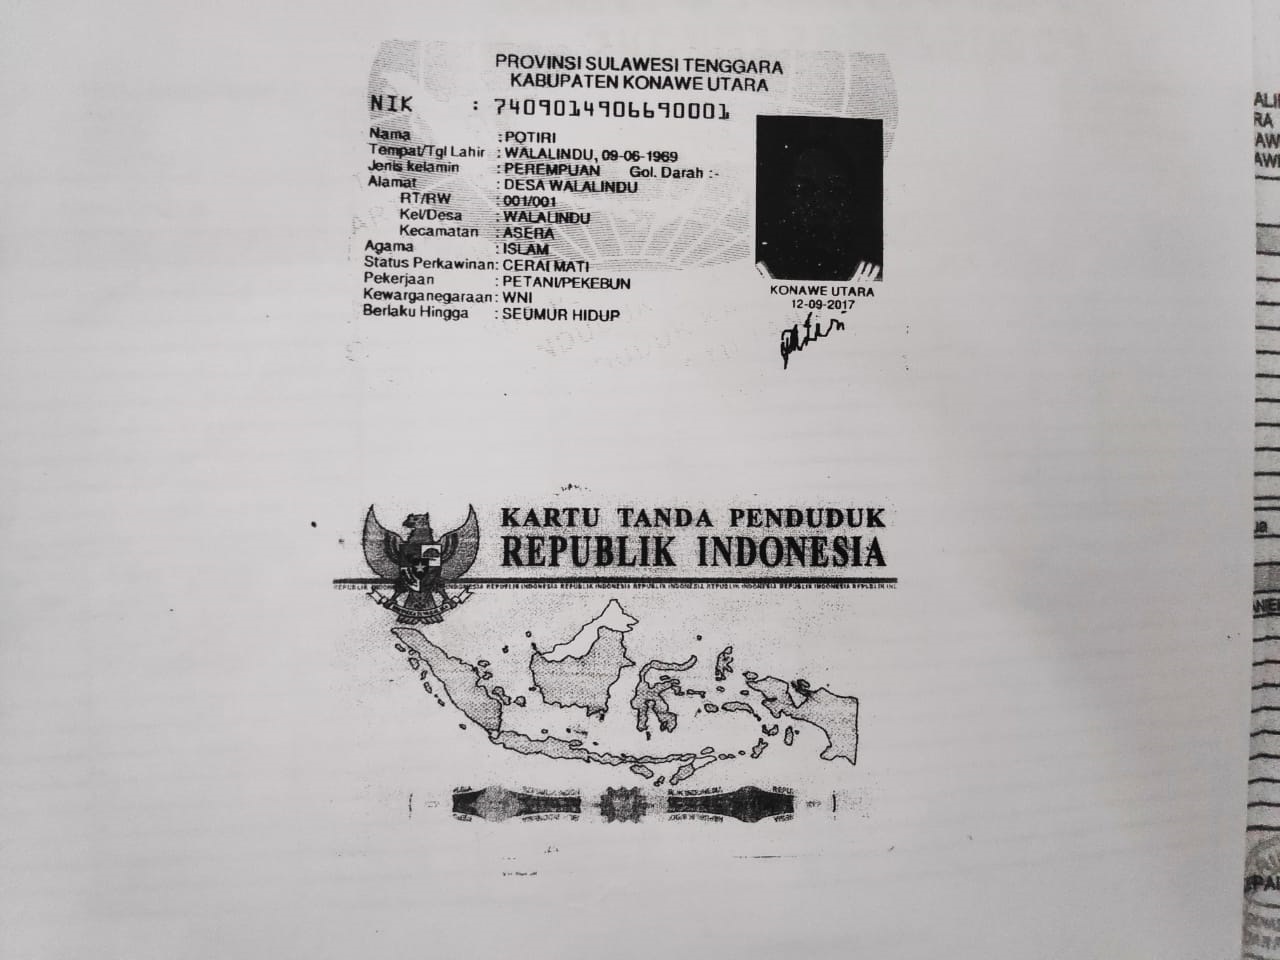 PROVINSI SULAWESI TENGGARA
KABUPATEN KONAWE UTARA
NIK : 7409014906690001
Nama : POTIRI
Tempat/Tgl Lahir : WALALINDU, 09-06-1969
Jenis kelamin : PEREMPUAN Gol. Darah :-
Alamat : DESA WALALINDU
RT/RW : 001/001
Kel/Desa : WALALINDU
Kecamatan : ASERA
Agama : ISLAM
Status Perkawinan: CERAI MATI
Pekerjaan : PETANI/PEKEBUN
Kewarganegaraan: WNI
Berlaku Hingga : SEUMUR HIDUP
KONAWE UTARA
12-09-2017
KARTU TANDA PENDUDUK
REPUBLIK INDONESIA